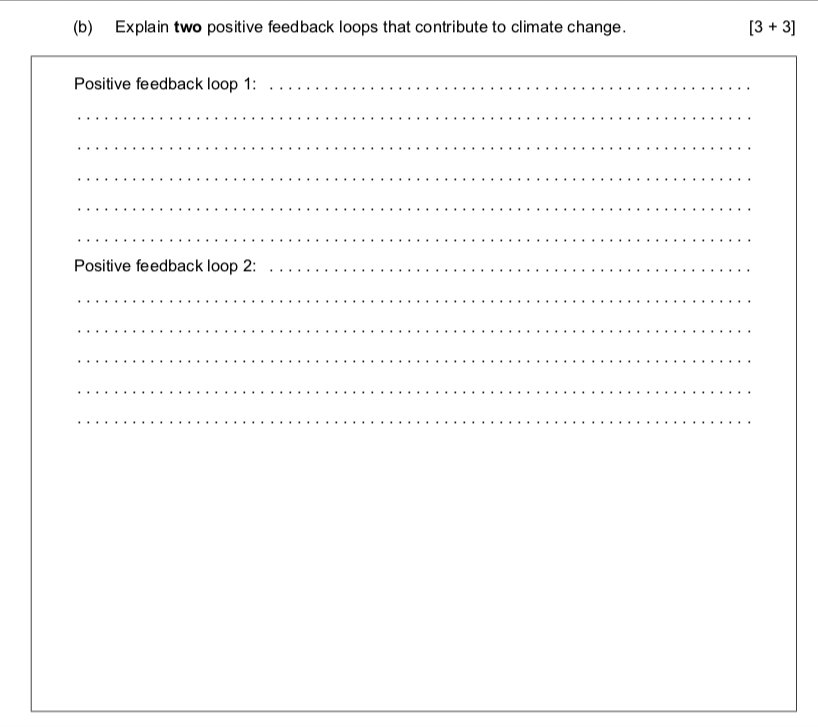 (b) Explain two positive feedback loops that contribute to climate change. [3 + 3]
Positive feedback loop 1:
Positive feedback loop 2: